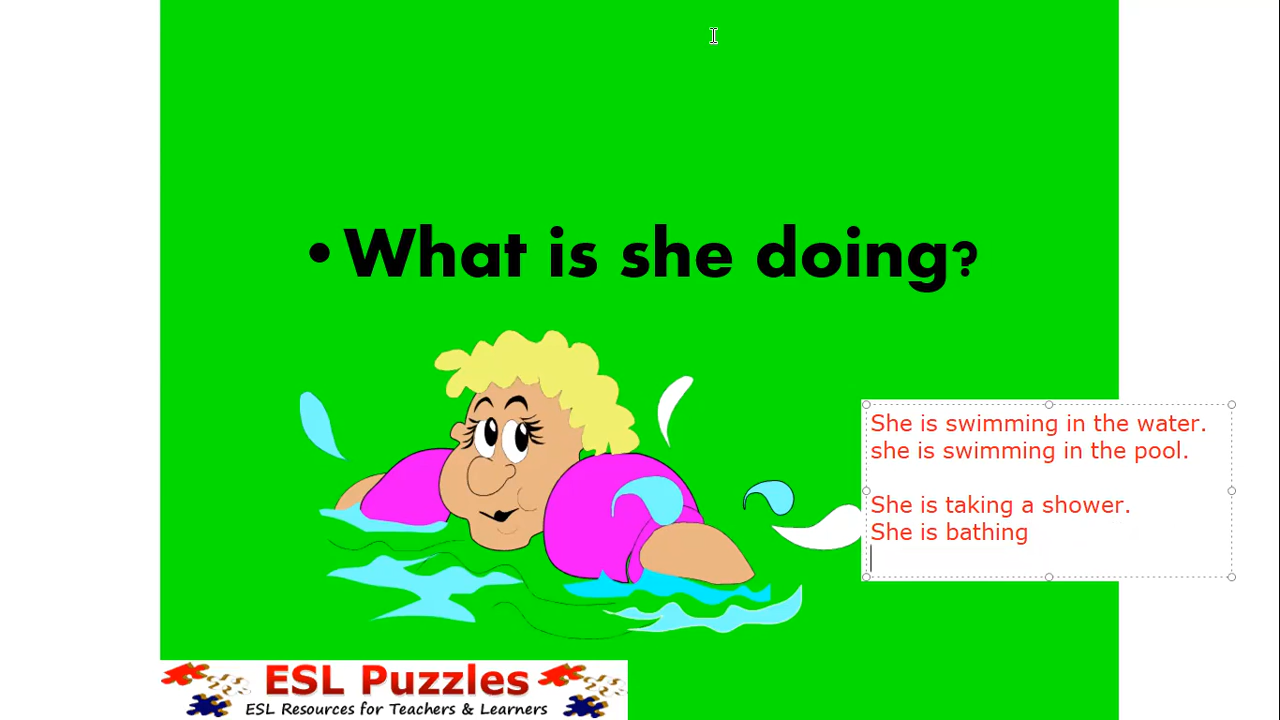 • What is she doing?
She is swimming in the water.
she is swimming in the pool.
She is taking a shower.
She is bathing
ESL Puzzles
ESL Resources for Teachers & Learners